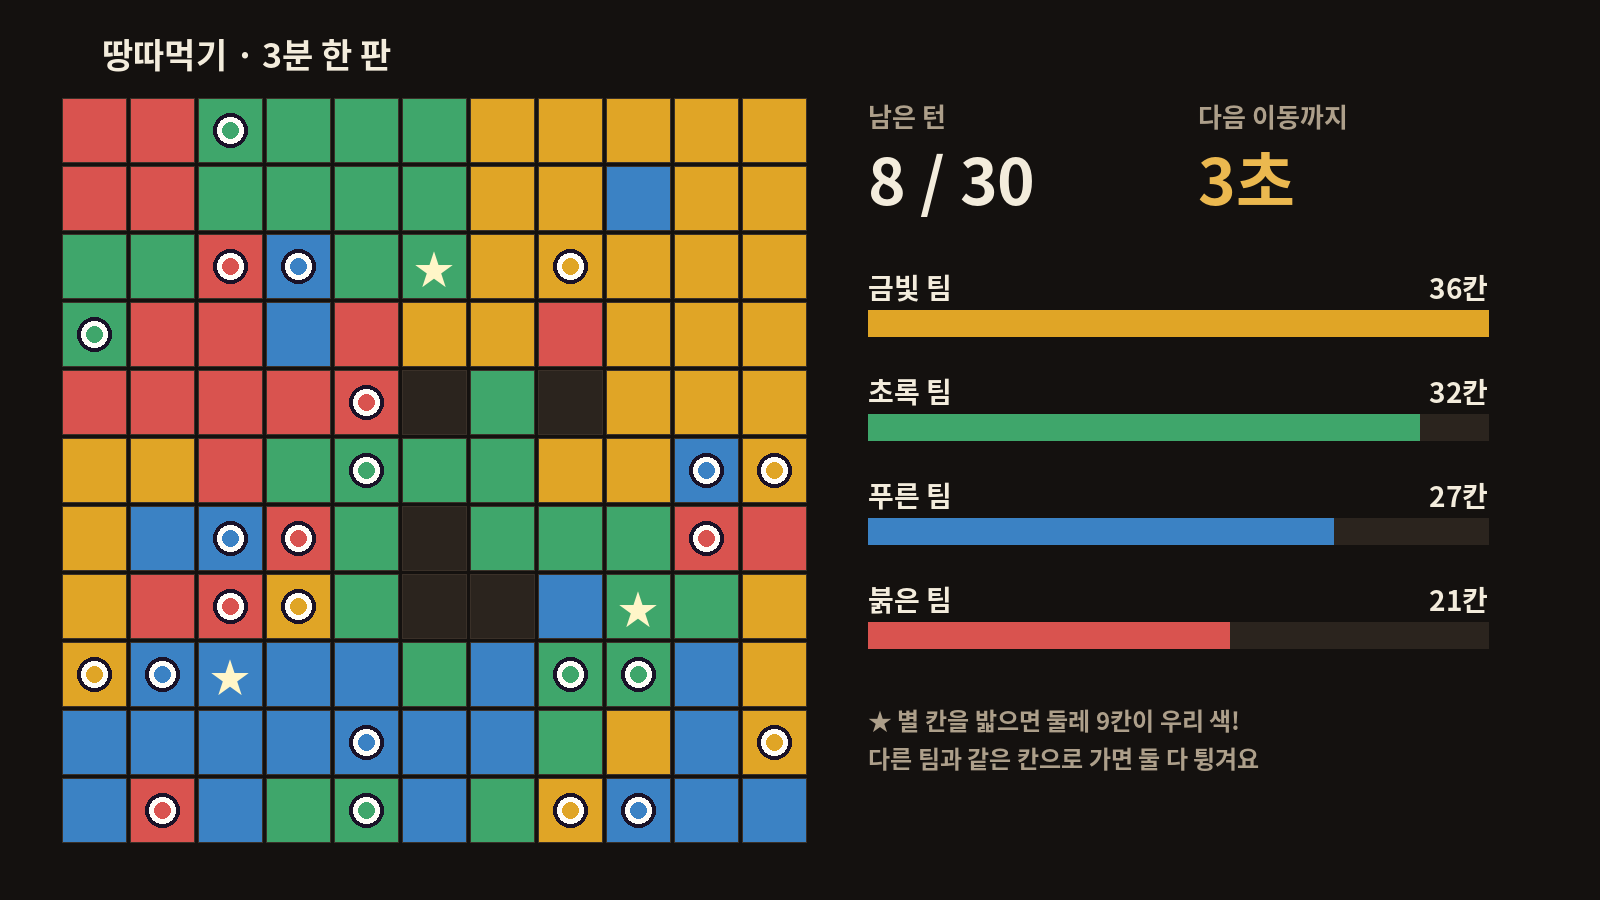 땅따먹기 · 3분 한 판
남은 턴
8 / 30
다음 이동까지
3초
금빛 팀 36칸
초록 팀 32칸
푸른 팀 27칸
붉은 팀 21칸
★ 별 칸을 밟으면 둘레 9칸이 우리 색!
다른 팀과 같은 칸으로 가면 둘 다 튕겨요